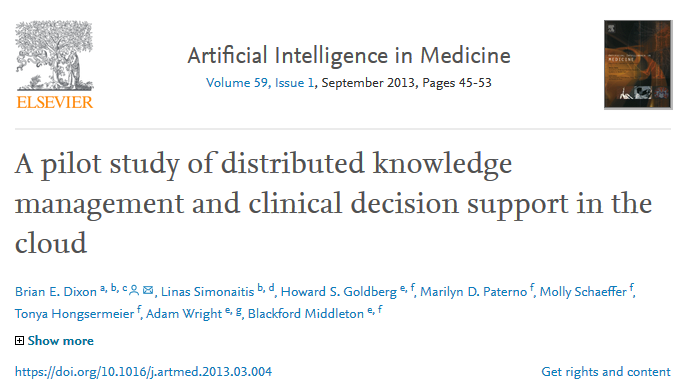 Artificial Intelligence in Medicine
Volume 59, Issue 1, September 2013, Pages 45-53
ELSEVIER
A pilot study of distributed knowledge
management and clinical decision support in the
cloud
Brian E. Dixon a, b, c, Linas Simonaitis b, d, Howard S. Goldberg e, f, Marilyn D. Paterno f, Molly Schaeffer f,
Tonya Hongsermeier f, Adam Wright e, g, Blackford Middleton e, f
Show more
https://doi.org/10.1016/j.artmed.2013.03.004
Get rights and content